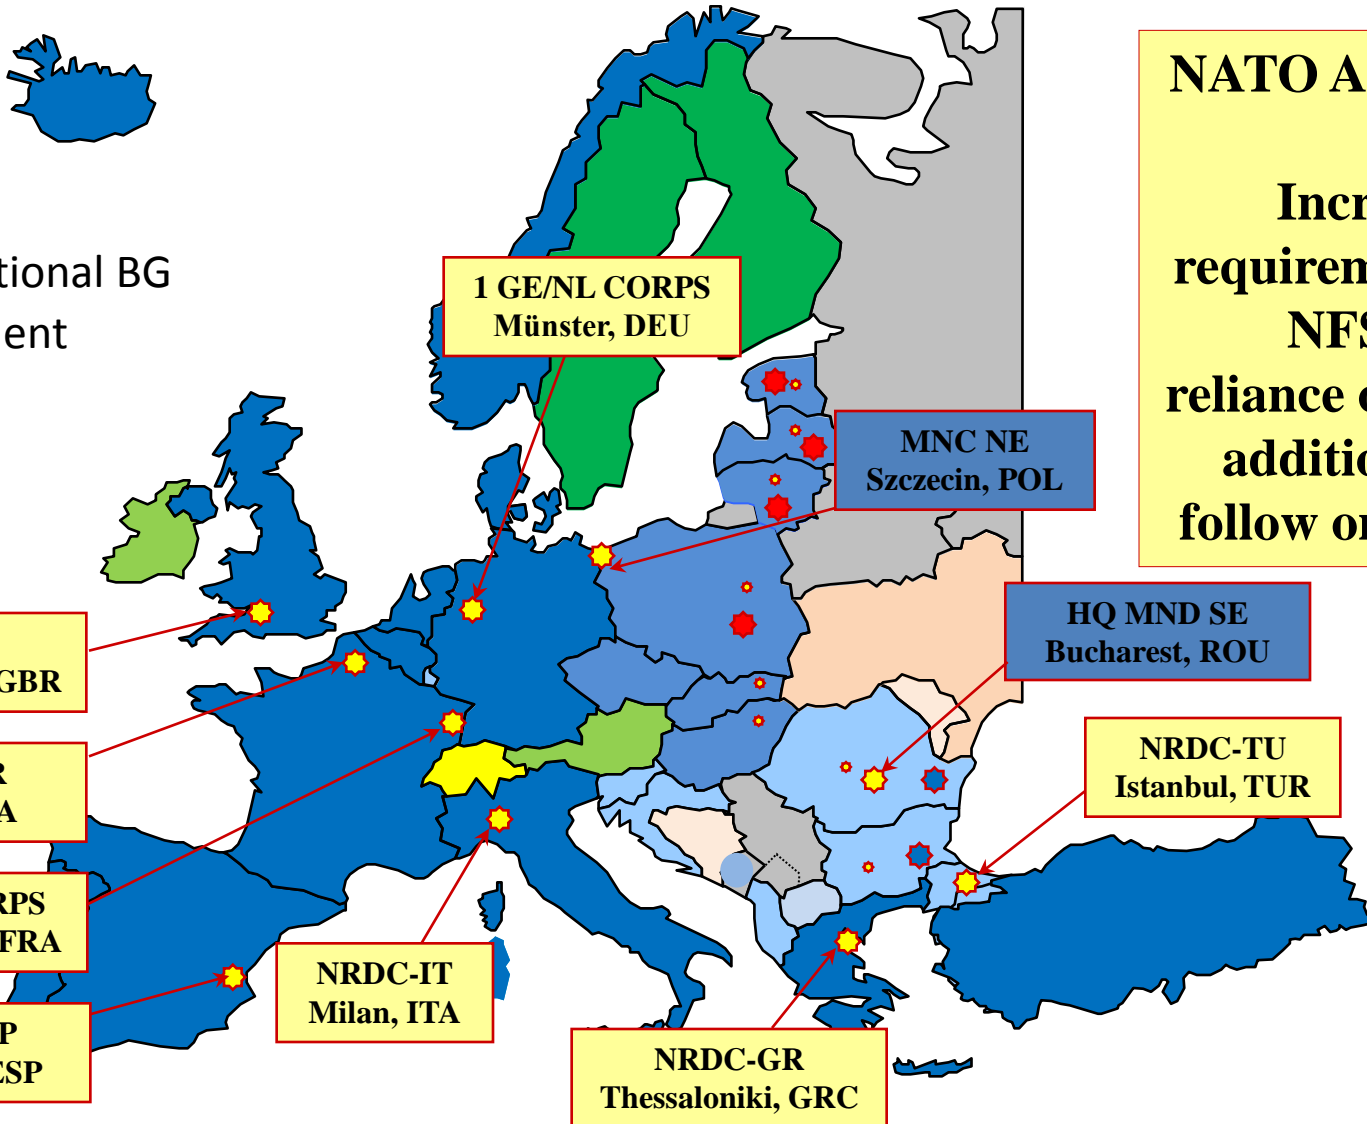 NATO A
Incr
requirem
NFS
reliance
additio
follow or
tional BG
ent
1 GE/NL CORPS
Münster, DEU
MNC NE
Szczecin, POL
HQ MND SE
Bucharest, ROU
NRDC-TU
Istanbul, TUR
GBR
R
A
RPS
FRA
P
ESP
NRDC-IT
Milan, ITA
NRDC-GR
Thessaloniki, GRC